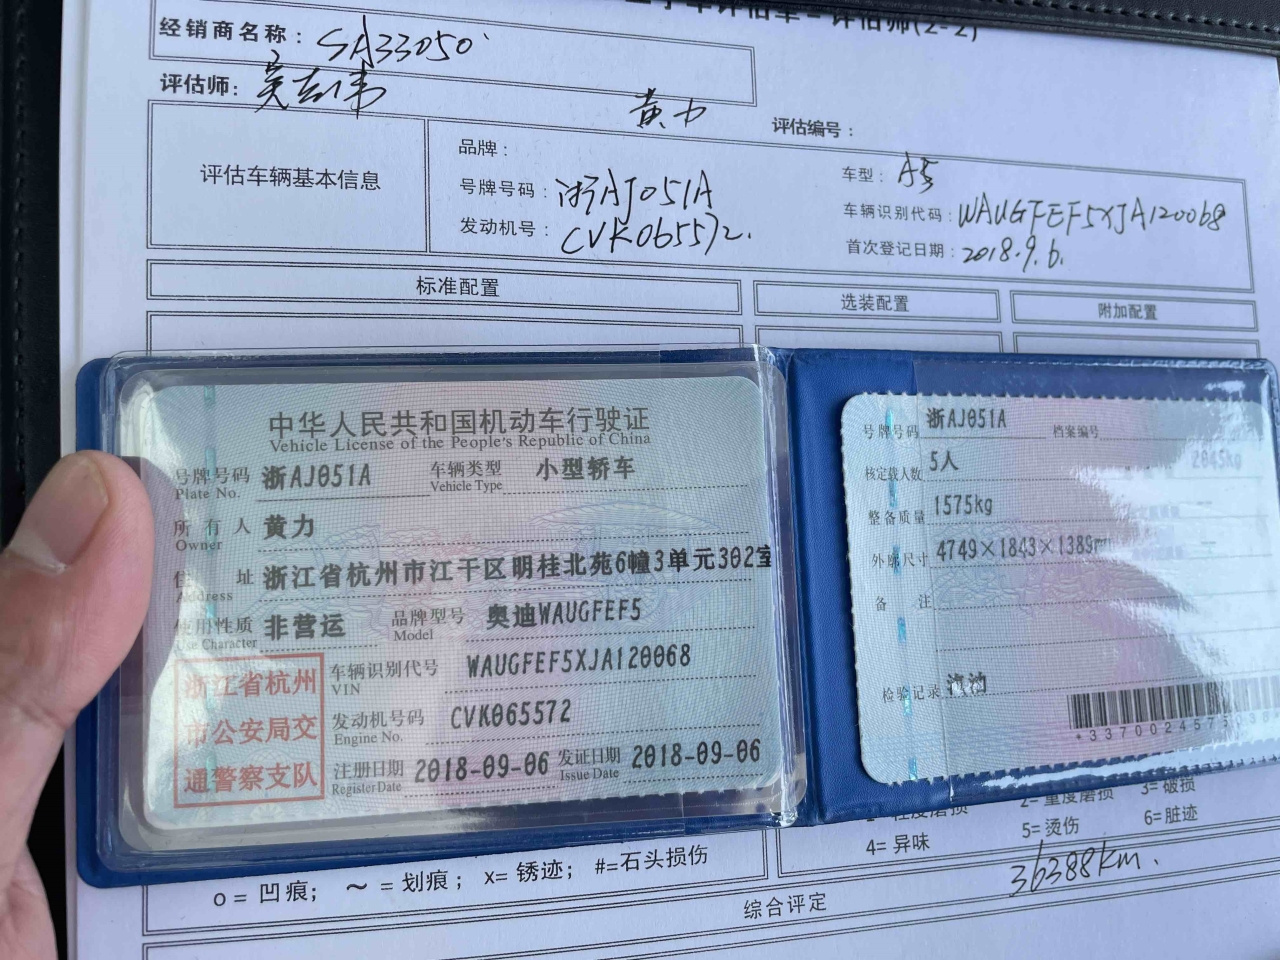 评估师(2-2)
经销商名称： SA33050
评估师:
黄力
评估编号：
评估车辆基本信息
品牌：
车型： A5
号牌号码： 浙AJ051A
车辆识别代码： WAUGFEF5XJA120068
发动机号： CVK065572.
首次登记日期： 2018.9.6.
标准配置
选装配置
附加配置
中华人民共和国机动车行驶证
Vehicle License of the People's Republic of China
号牌号码 浙AJ051A 车辆类型 小型轿车
Plate No. Vehicle Type
所有人 黄力
Owner
住址 浙江省杭州市江干区明桂北苑6幢3单元302室
Address
使用性质 非营运 品牌型号 奥迪WAUGFEF5
Use Character Model
浙江省杭州
市公安局交
通警察支队
车辆识别代号 WAUGFEF5XJA120068
VIN
发动机号码 CVK065572
Engine No.
注册日期 2018-09-06 发证日期 2018-09-06
Register Date Issue Date
号牌号码 浙AJ051A 档案编号
核定载人数 5人 2045kg
整备质量 1575kg
外廓尺寸 4749×1843×1389mm
备注
检验记录 汽油
2= 重度磨损 3= 破损
4= 异味 5= 烫伤 6= 脏迹
o = 凹痕； ～ = 划痕； x= 锈迹； #=石头损伤
36388km.
综合评定